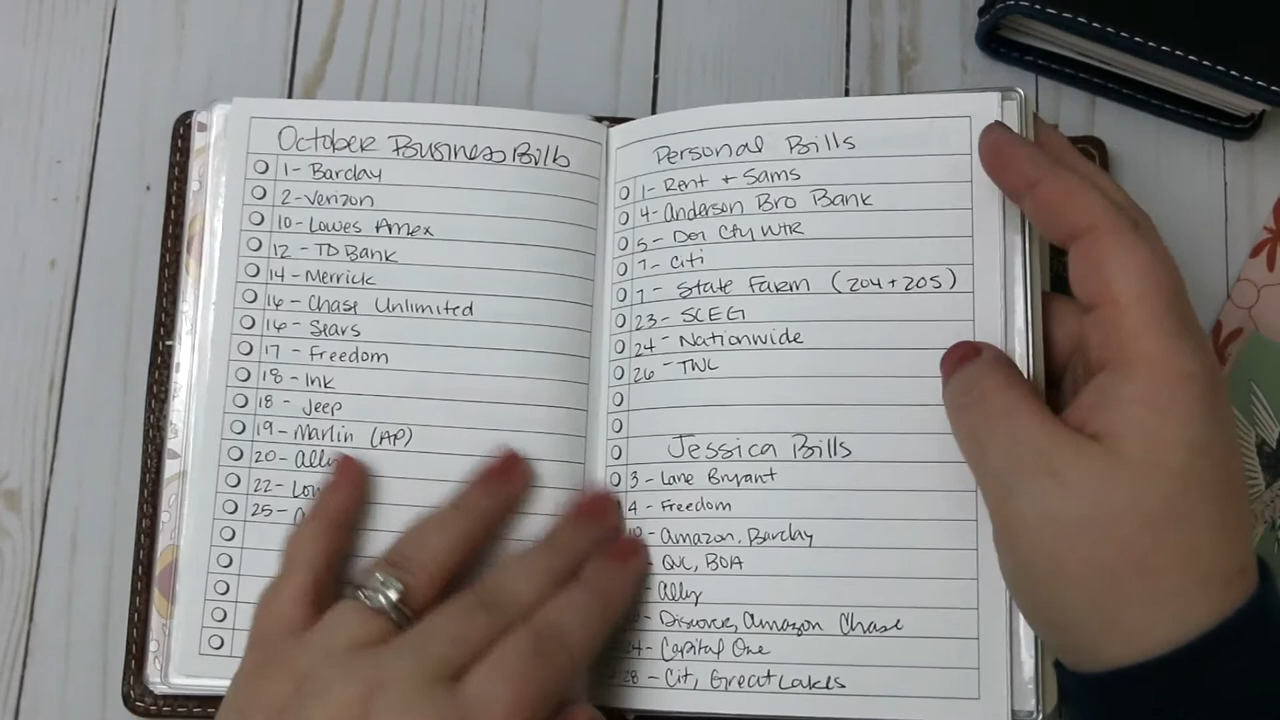 October Business Bills
1- Barclay
2- Verizon
10- Lowes Amex
12 - TD Bank
14 - Merrick
16 - Chase Unlimited
16 - Sears
17 - Freedom
18 - Ink
18 - Jeep
19 - Marlin (AP)
20 - Ally
22 -
25 -
Personal Bills
1- Rent + Sams
4- Anderson Bro Bank
5 - Dor Cty WTR
7 - Citi
7 - State Farm (204 + 205)
23 - SCEG
24 - Nationwide
26 - TWC
Jessica Bills
3 - Lane Bryant
4 - Freedom
Amazon, Barclay
- QVC, BOA
- Ally
- Discover, Amazon Chase
- Capital One
28 - Citi, Great Lakes